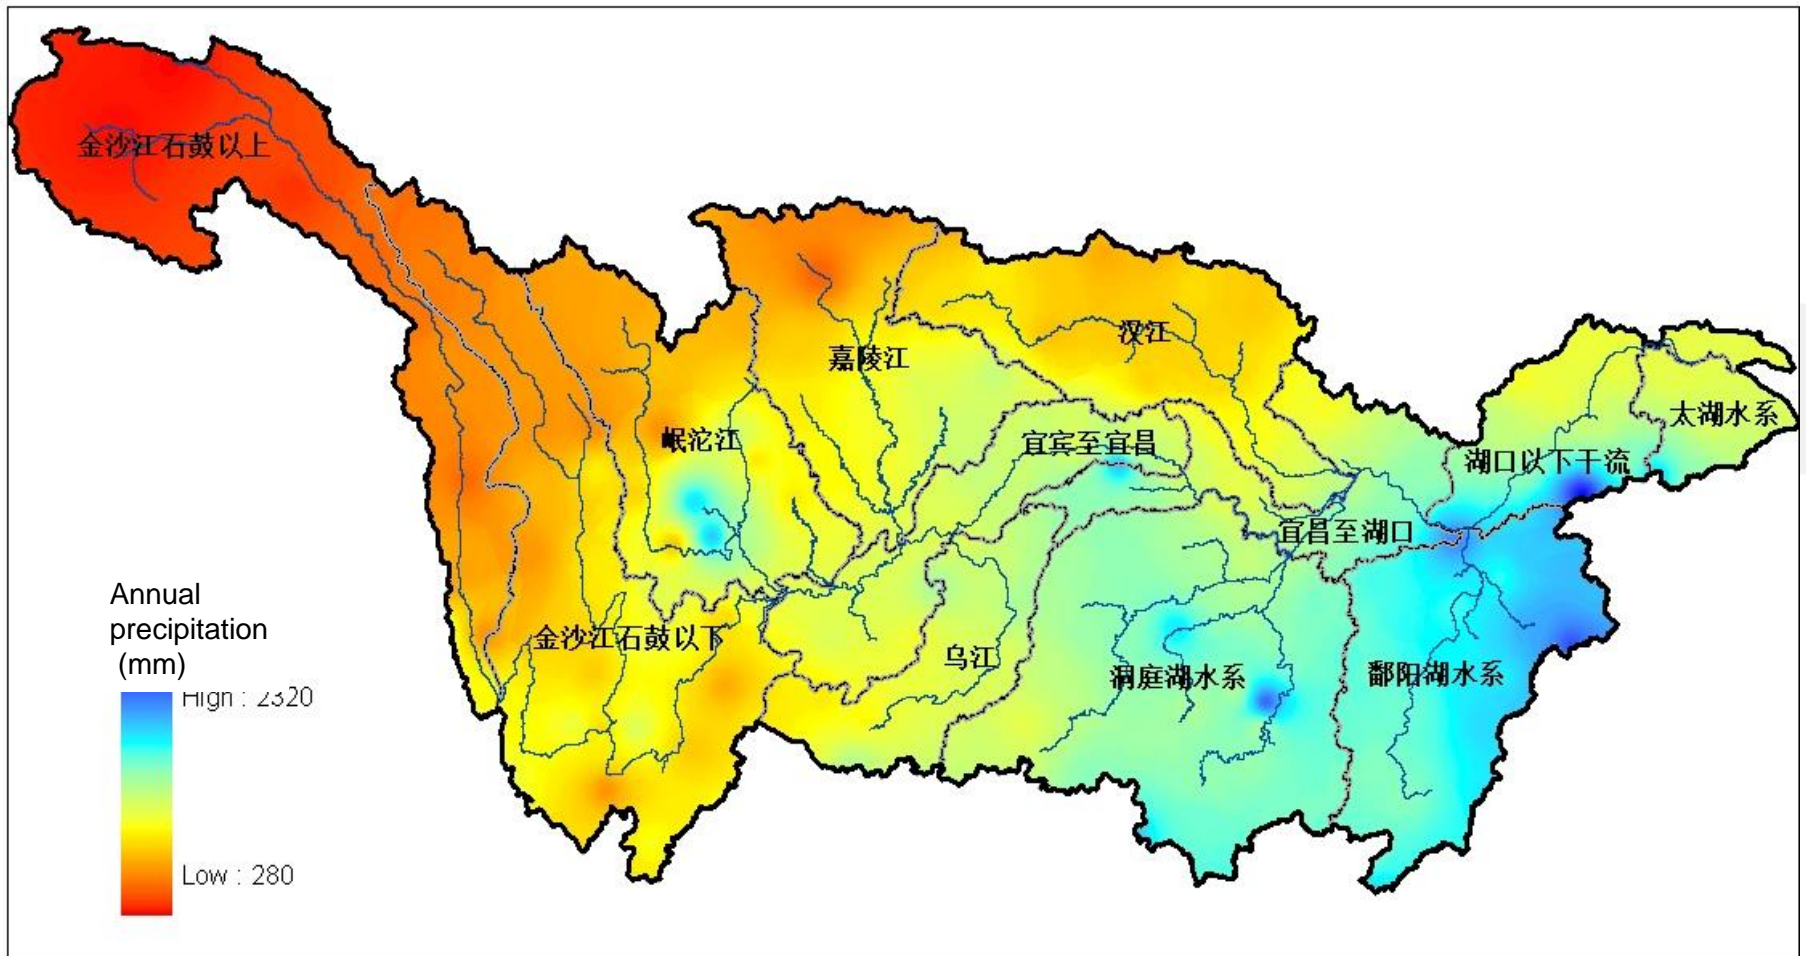 金沙江石鼓以上
汉江
嘉陵江
太湖水系
岷沱江
宜宾至宜昌
湖口以下干流
宜昌至湖口
金沙江石鼓以下
乌江
洞庭湖水系
鄱阳湖水系
Annual
precipitation
(mm)
High : 2320
Low : 280